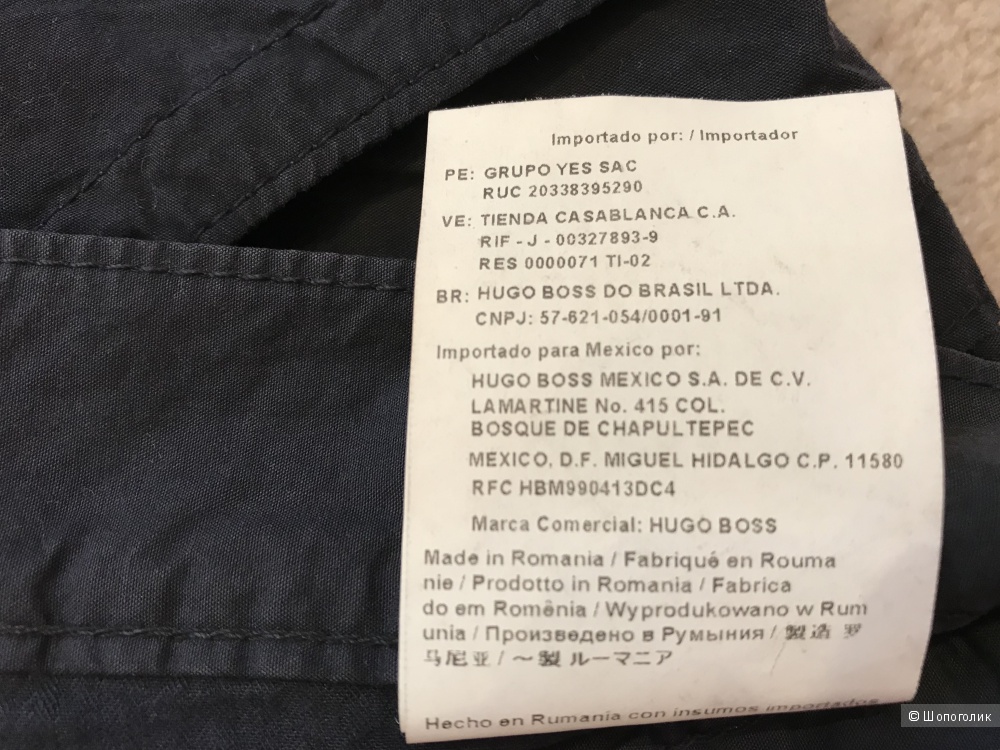 Importado por: / Importador
PE: GRUPO YES SAC
RUC 20338395290
VE: TIENDA CASABLANCA C.A.
RIF - J - 00327893-9
RES 0000071 TI-02
BR: HUGO BOSS DO BRASIL LTDA.
CNPJ: 57-621-054/0001-91
Importado para Mexico por:
HUGO BOSS MEXICO S.A. DE C.V.
LAMARTINE No. 415 COL.
BOSQUE DE CHAPULTEPEC
MEXICO, D.F. MIGUEL HIDALGO C.P. 11580
RFC HBM990413DC4
Marca Comercial: HUGO BOSS
Made in Romania / Fabriqué en Rouma
nie / Prodotto in Romania / Fabrica
do em Romênia / Wyprodukowano w Rum
unia / Произведено в Румыния / 製造 罗
马尼亚 / ～製 ルーマニア
Hecho en Rumania con insumos importados
© Шопоголик